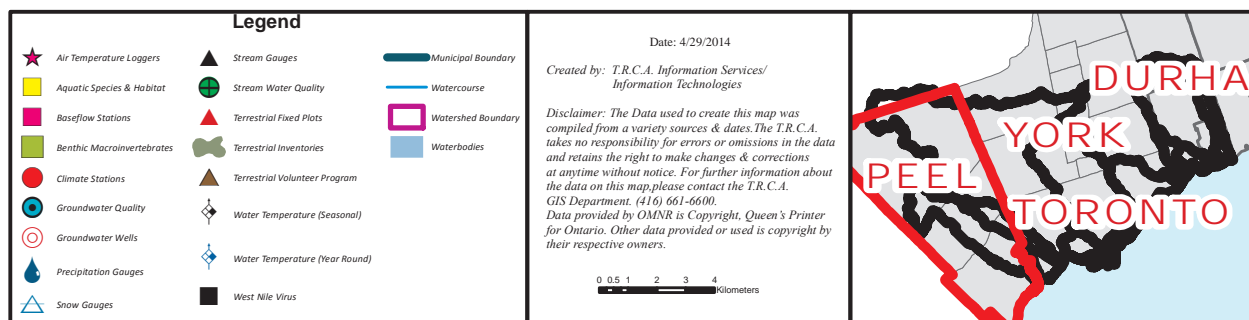 Legend
Air Temperature Loggers
Aquatic Species & Habitat
Baseflow Stations
Benthic Macroinvertebrates
Climate Stations
Groundwater Quality
Groundwater Wells
Precipitation Gauges
Snow Gauges
Stream Gauges
Stream Water Quality
Terrestrial Fixed Plots
Terrestrial Inventories
Terrestrial Volunteer Program
Water Temperature (Seasonal)
Water Temperature (Year Round)
West Nile Virus
Municipal Boundary
Watercourse
Watershed Boundary
Waterbodies
Date: 4/29/2014
Created by: T.R.C.A. Information Services/
Information Technologies
Disclaimer: The Data used to create this map was
compiled from a variety sources & dates.The T.R.C.A.
takes no responsibility for errors or omissions in the data
and retains the right to make changes & corrections
at anytime without notice. For further information about
the data on this map,please contact the T.R.C.A.
GIS Department. (416) 661-6600.
Data provided by OMNR is Copyright, Queen's Printer
for Ontario. Other data provided or used is copyright by
their respective owners.
0 0.5 1 2 3 4
Kilometers
DURHA
YORK
PEEL
TORONTO